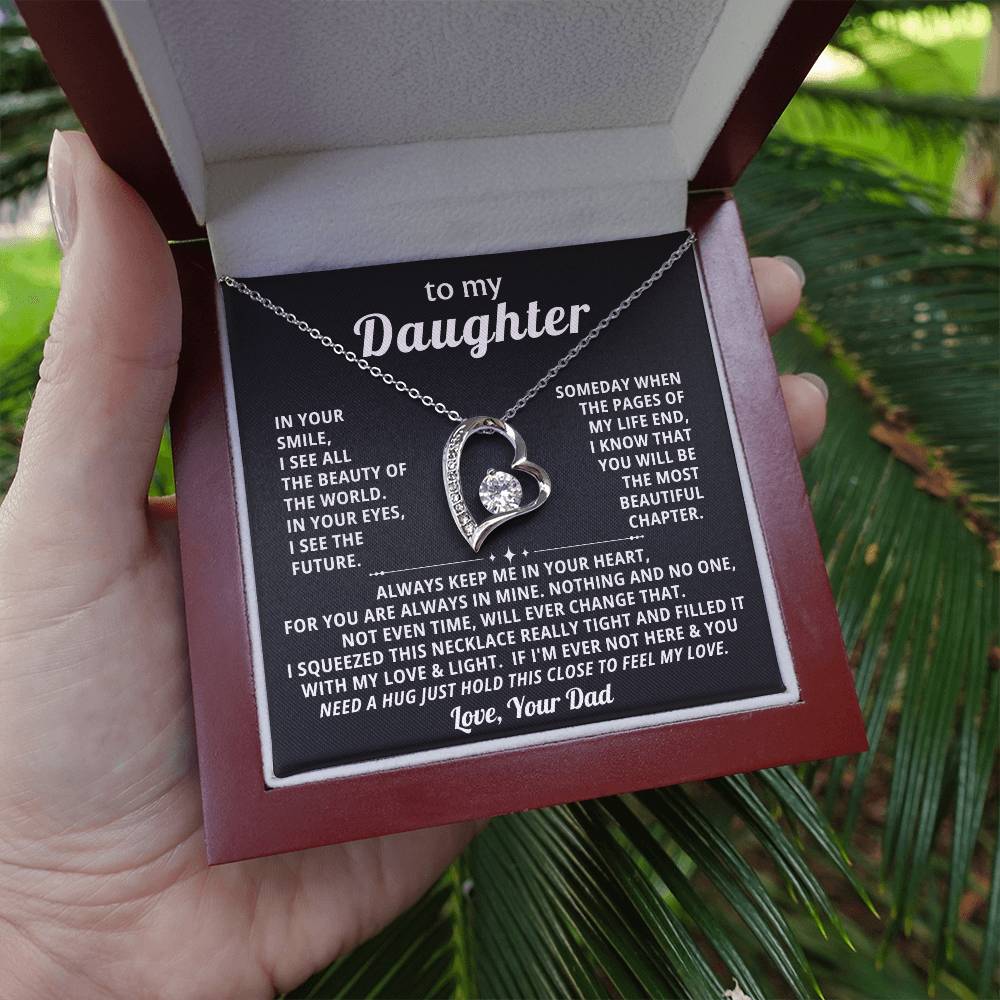 to my
Daughter
IN YOUR
SMILE,
I SEE ALL
THE BEAUTY OF
THE WORLD.
IN YOUR EYES,
I SEE THE
FUTURE.
SOMEDAY WHEN
THE PAGES OF
MY LIFE END,
I KNOW THAT
YOU WILL BE
THE MOST
BEAUTIFUL
CHAPTER.
ALWAYS KEEP ME IN YOUR HEART,
FOR YOU ARE ALWAYS IN MINE. NOTHING AND NO ONE,
NOT EVEN TIME, WILL EVER CHANGE THAT.
I SQUEEZED THIS NECKLACE REALLY TIGHT AND FILLED IT
WITH MY LOVE & LIGHT. IF I'M EVER NOT HERE & YOU
NEED A HUG JUST HOLD THIS CLOSE TO FEEL MY LOVE.
Love, Your Dad